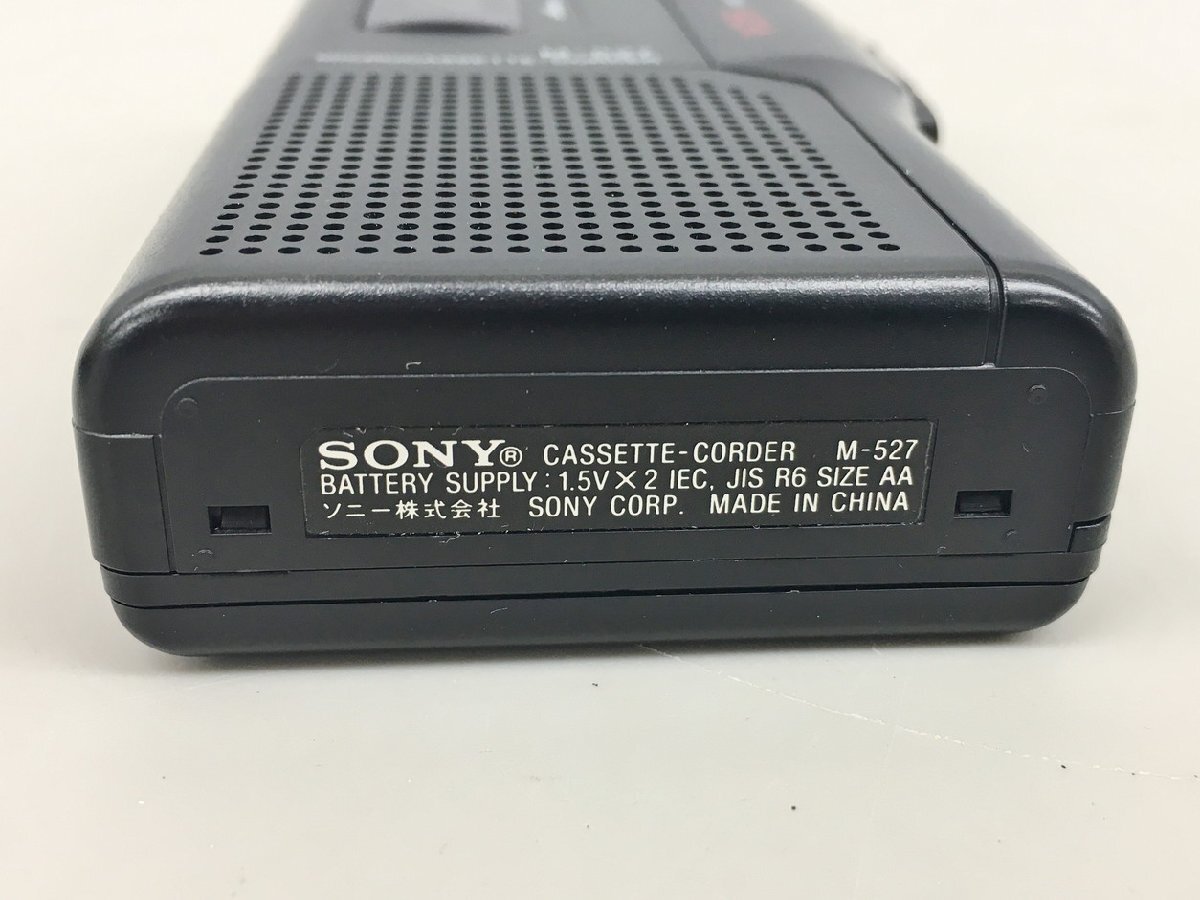 SONY® CASSETTE-CORDER M-527
BATTERY SUPPLY : 1.5V×2 IEC, JIS R6 SIZE AA
ソニー株式会社 SONY CORP. MADE IN CHINA